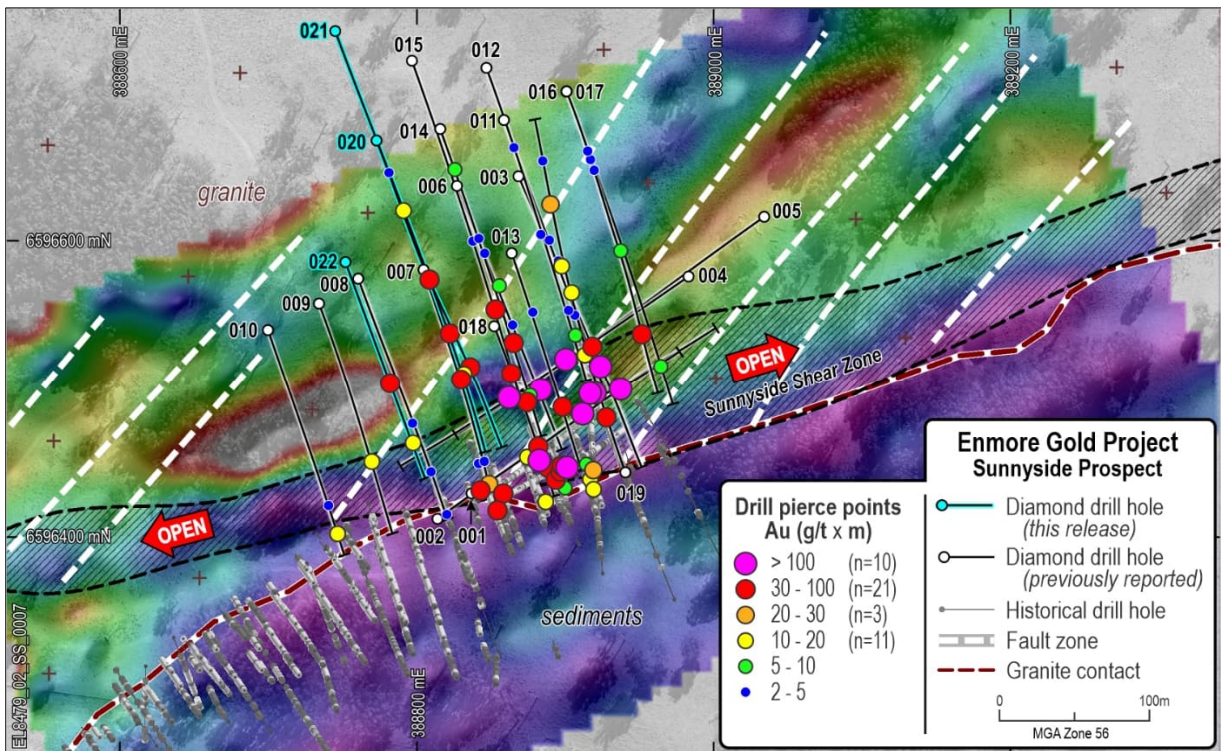 388600 mE
389000 mE
389200 mE
021
015
012
016
017
020
014
011
006
003
granite
005
6596600 mN
013
007
004
022
008
009
010
018
OPEN
Sunnyside Shear Zone
OPEN
019
002
001
6596400 mN
sediments
388800 mE
EL8479_02_SS_0007
Drill pierce points
Au (g/t x m)
> 100 (n=10)
30 - 100 (n=21)
20 - 30 (n=3)
10 - 20 (n=11)
5 - 10
2 - 5
Enmore Gold Project
Sunnyside Prospect
Diamond drill hole
(this release)
Diamond drill hole
(previously reported)
Historical drill hole
Fault zone
Granite contact
0
100m
MGA Zone 56